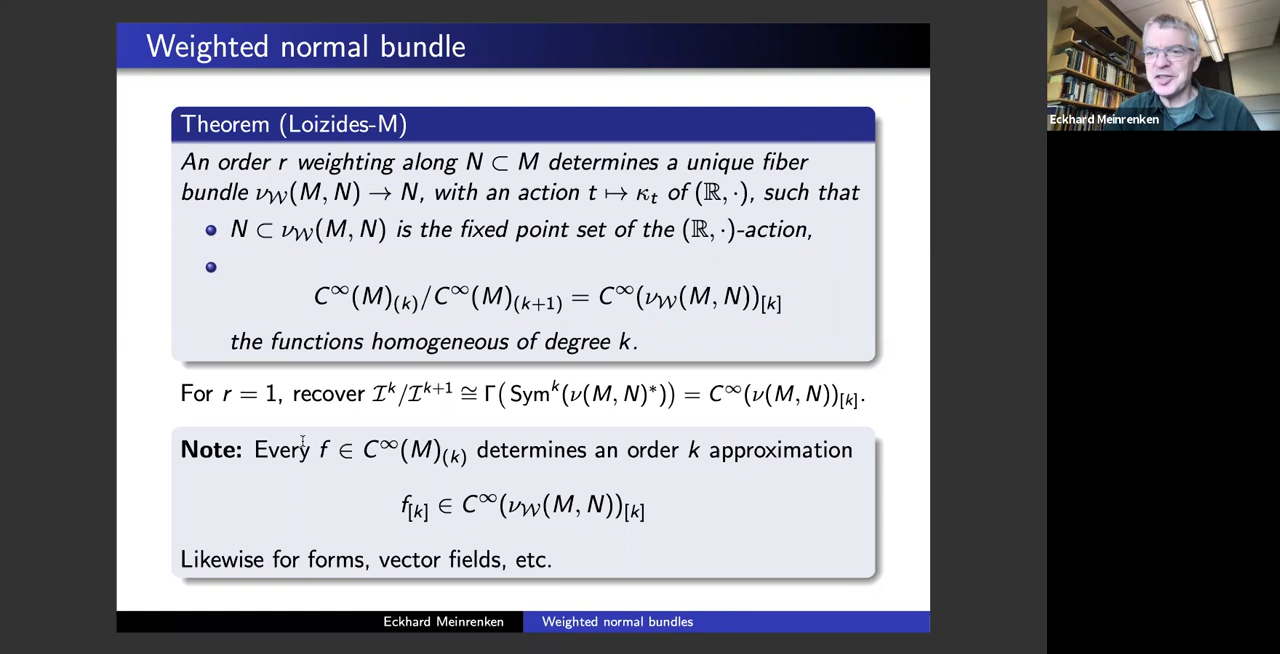 Weighted normal bundle
Theorem (Loizides-M)
An order r weighting along N ⊂ M determines a unique fiber
bundle ν_𝒲(M, N) → N, with an action t ↦ κ_t of (ℝ, ·), such that
N ⊂ ν_𝒲(M, N) is the fixed point set of the (ℝ, ·)-action,
C^∞(M)_(k)/C^∞(M)_(k+1) = C^∞(ν_𝒲(M, N))_[k]
the functions homogeneous of degree k.
For r = 1, recover ℐ^k/ℐ^{k+1} ≅ Γ(Sym^k(ν(M, N)*)) = C^∞(ν(M, N))_[k].
Note: Every f ∈ C^∞(M)_(k) determines an order k approximation
f_[k] ∈ C^∞(ν_𝒲(M, N))_[k]
Likewise for forms, vector fields, etc.
Eckhard Meinrenken
Weighted normal bundles
Eckhard Meinrenken